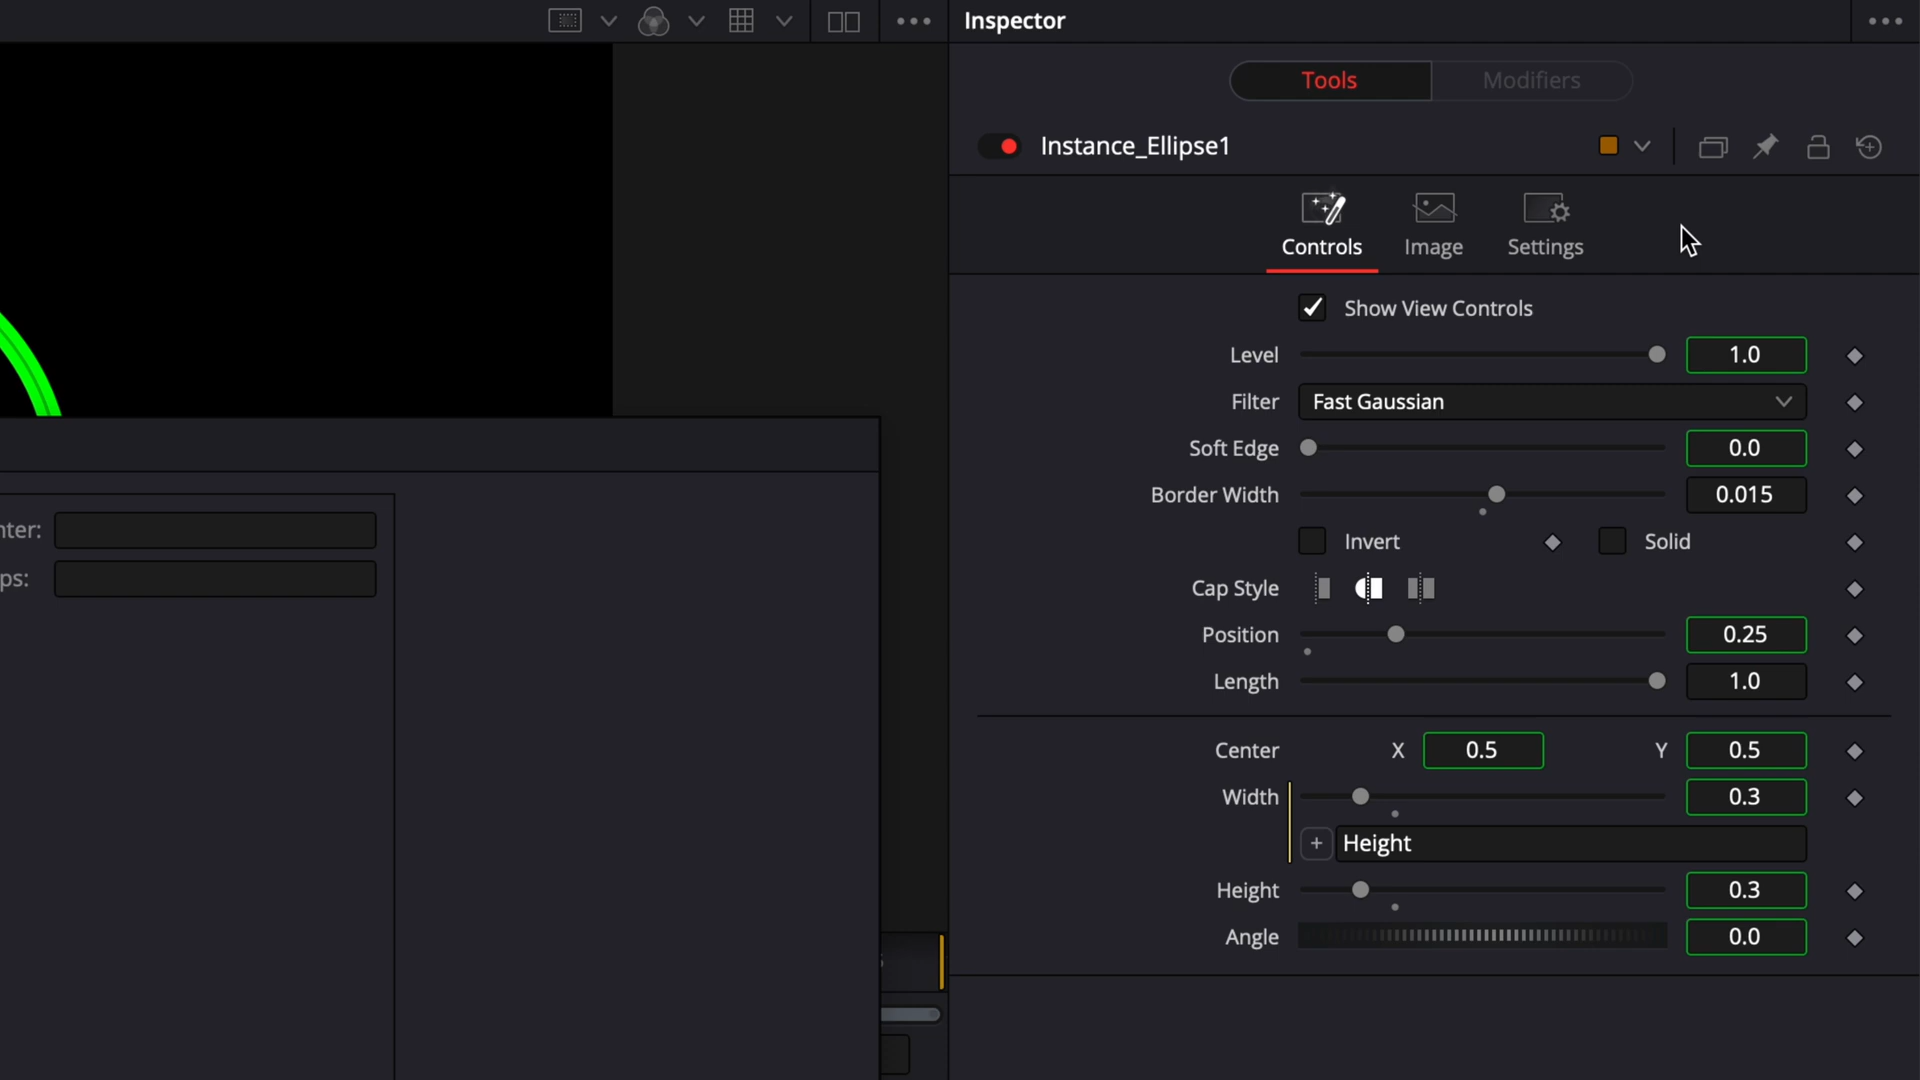 Inspector
Tools Modifiers
Instance_Ellipse1
Controls Image Settings
Show View Controls
Level 1.0
Filter Fast Gaussian
Soft Edge 0.0
Border Width 0.015
Invert Solid
Cap Style
Position 0.25
Length 1.0
Center X 0.5 Y 0.5
Width 0.3
+ Height
Height 0.3
Angle 0.0
nter:
ps: